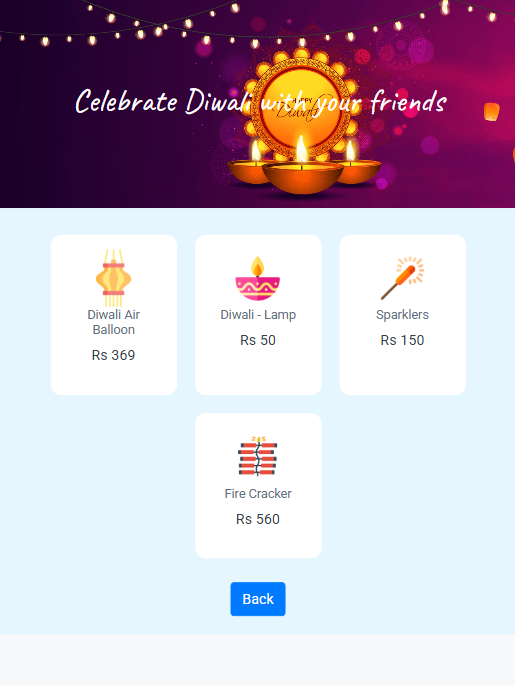 Celebrate Diwali with your friends
Diwali
Diwali Air
Balloon
Rs 369
Diwali - Lamp
Rs 50
Sparklers
Rs 150
Fire Cracker
Rs 560
Back